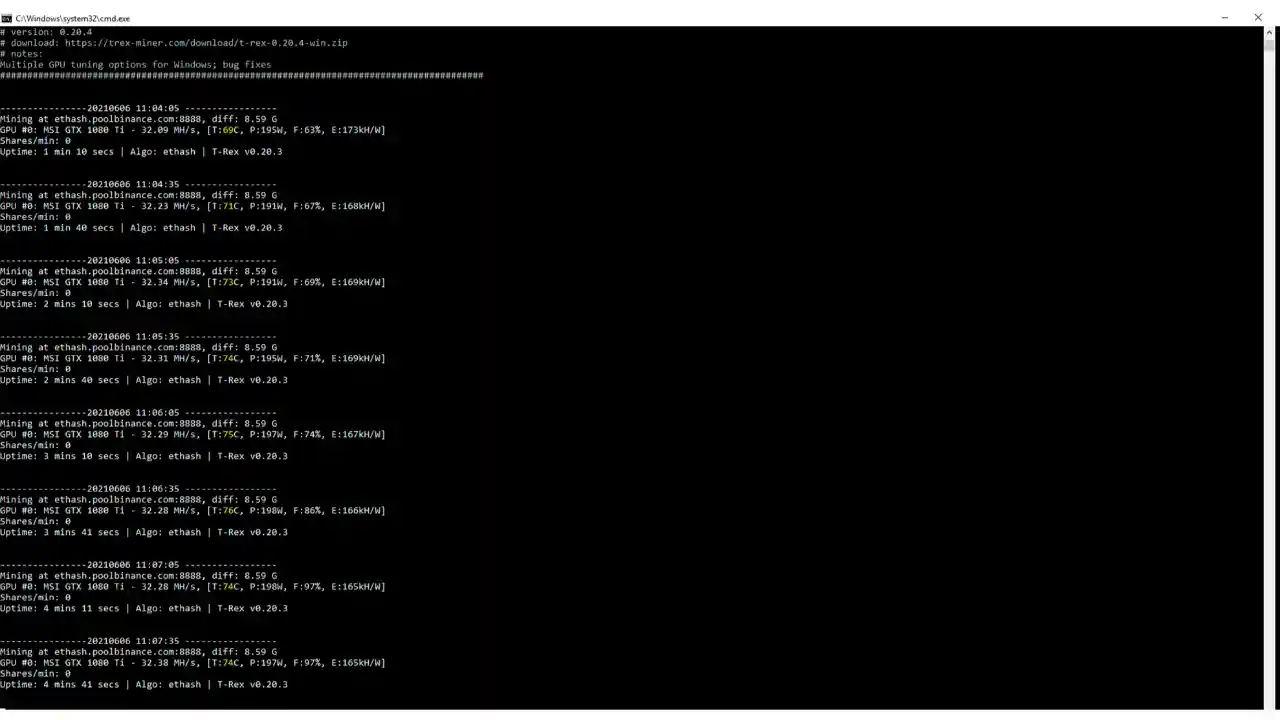 C:\Windows\system32\cmd.exe
# version: 0.20.4
# download: https://trex-miner.com/download/t-rex-0.20.4-win.zip
# notes:
Multiple GPU tuning options for Windows; bug fixes
#########################################################################################
----------------20210606 11:04:05 -----------------
Mining at ethash.poolbinance.com:8888, diff: 8.59 G
GPU #0: MSI GTX 1080 Ti - 32.09 MH/s, [T:69C, P:195W, F:63%, E:173kH/W]
Shares/min: 0
Uptime: 1 min 10 secs | Algo: ethash | T-Rex v0.20.3
----------------20210606 11:04:35 -----------------
Mining at ethash.poolbinance.com:8888, diff: 8.59 G
GPU #0: MSI GTX 1080 Ti - 32.23 MH/s, [T:71C, P:191W, F:67%, E:168kH/W]
Shares/min: 0
Uptime: 1 min 40 secs | Algo: ethash | T-Rex v0.20.3
----------------20210606 11:05:05 -----------------
Mining at ethash.poolbinance.com:8888, diff: 8.59 G
GPU #0: MSI GTX 1080 Ti - 32.34 MH/s, [T:73C, P:191W, F:69%, E:169kH/W]
Shares/min: 0
Uptime: 2 mins 10 secs | Algo: ethash | T-Rex v0.20.3
----------------20210606 11:05:35 -----------------
Mining at ethash.poolbinance.com:8888, diff: 8.59 G
GPU #0: MSI GTX 1080 Ti - 32.31 MH/s, [T:74C, P:195W, F:71%, E:169kH/W]
Shares/min: 0
Uptime: 2 mins 40 secs | Algo: ethash | T-Rex v0.20.3
----------------20210606 11:06:05 -----------------
Mining at ethash.poolbinance.com:8888, diff: 8.59 G
GPU #0: MSI GTX 1080 Ti - 32.29 MH/s, [T:75C, P:197W, F:74%, E:167kH/W]
Shares/min: 0
Uptime: 3 mins 10 secs | Algo: ethash | T-Rex v0.20.3
----------------20210606 11:06:35 -----------------
Mining at ethash.poolbinance.com:8888, diff: 8.59 G
GPU #0: MSI GTX 1080 Ti - 32.28 MH/s, [T:76C, P:198W, F:86%, E:166kH/W]
Shares/min: 0
Uptime: 3 mins 41 secs | Algo: ethash | T-Rex v0.20.3
----------------20210606 11:07:05 -----------------
Mining at ethash.poolbinance.com:8888, diff: 8.59 G
GPU #0: MSI GTX 1080 Ti - 32.28 MH/s, [T:74C, P:198W, F:97%, E:165kH/W]
Shares/min: 0
Uptime: 4 mins 11 secs | Algo: ethash | T-Rex v0.20.3
----------------20210606 11:07:35 -----------------
Mining at ethash.poolbinance.com:8888, diff: 8.59 G
GPU #0: MSI GTX 1080 Ti - 32.38 MH/s, [T:74C, P:197W, F:97%, E:165kH/W]
Shares/min: 0
Uptime: 4 mins 41 secs | Algo: ethash | T-Rex v0.20.3